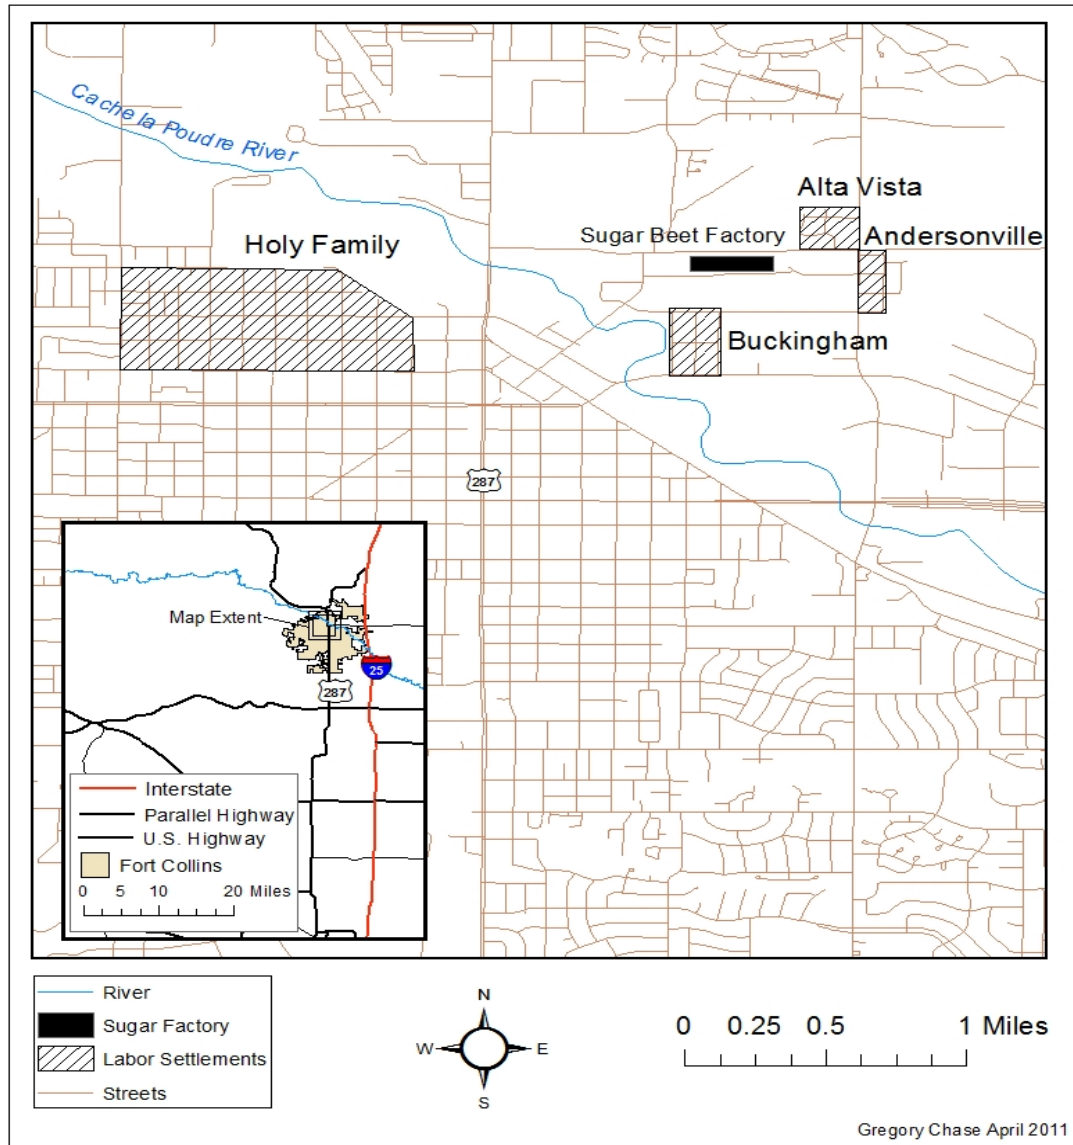 Cache la Poudre River
Alta Vista
Holy Family
Sugar Beet Factory
Andersonville
Buckingham
287
Map Extent
25
287
Interstate
Parallel Highway
U.S. Highway
Fort Collins
0 5 10 20 Miles
River
Sugar Factory
Labor Settlements
Streets
N
W E
S
0 0.25 0.5 1 Miles
Gregory Chase April 2011